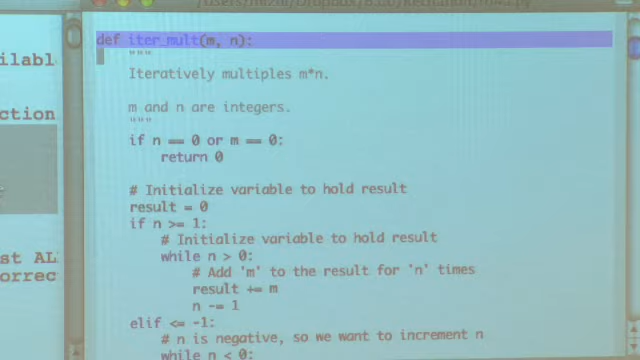 def iter_mult(m, n):
"""
Iteratively multiples m*n.
m and n are integers.
"""
if n == 0 or m == 0:
return 0
# Initialize variable to hold result
result = 0
if n >= 1:
# Initialize variable to hold result
while n > 0:
# Add 'm' to the result for 'n' times
result += m
n -= 1
elif <= -1:
# n is negative, so we want to increment n
while n < 0:
ilabl
ction
st AL
orrec